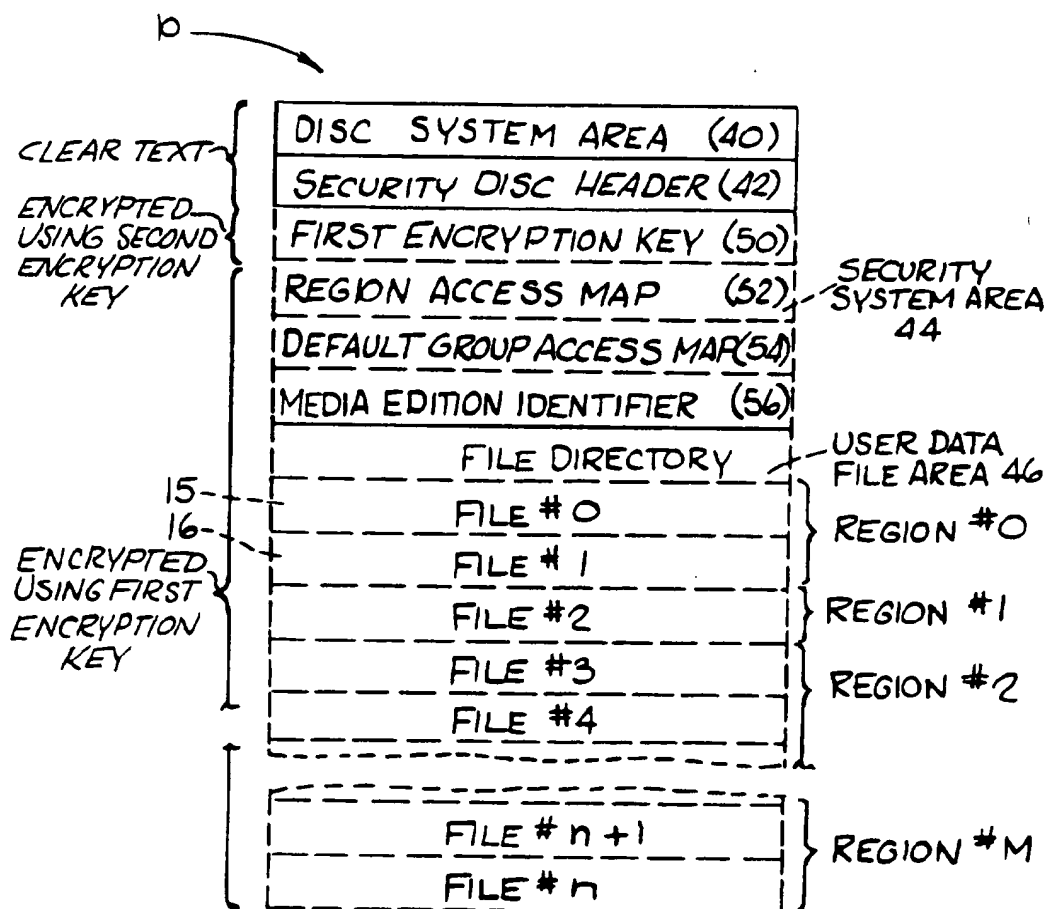 10
DISC SYSTEM AREA (40)
CLEAR TEXT
SECURITY DISC HEADER (42)
ENCRYPTED
USING SECOND
ENCRYPTION
KEY
FIRST ENCRYPTION KEY (50)
REGION ACCESS MAP (52)
SECURITY
SYSTEM AREA
44
DEFAULT GROUP ACCESS MAP (54)
MEDIA EDITION IDENTIFIER (56)
FILE DIRECTORY
USER DATA
FILE AREA 46
15
FILE #0
REGION #0
16
FILE #1
ENCRYPTED
USING FIRST
ENCRYPTION
KEY
FILE #2
REGION #1
FILE #3
REGION #2
FILE #4
FILE # n+1
REGION #M
FILE # n